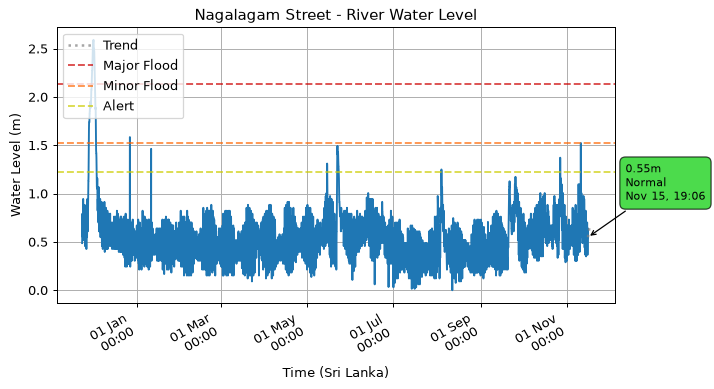 Nagalagam Street - River Water Level
Trend
Major Flood
Minor Flood
Alert
2.5
2.0
1.5
1.0
0.5
0.0
Water Level (m)
0.55m
Normal
Nov 15, 19:06
01 Jan
00:00
01 Mar
00:00
01 May
00:00
01 Jul
00:00
01 Sep
00:00
01 Nov
00:00
Time (Sri Lanka)